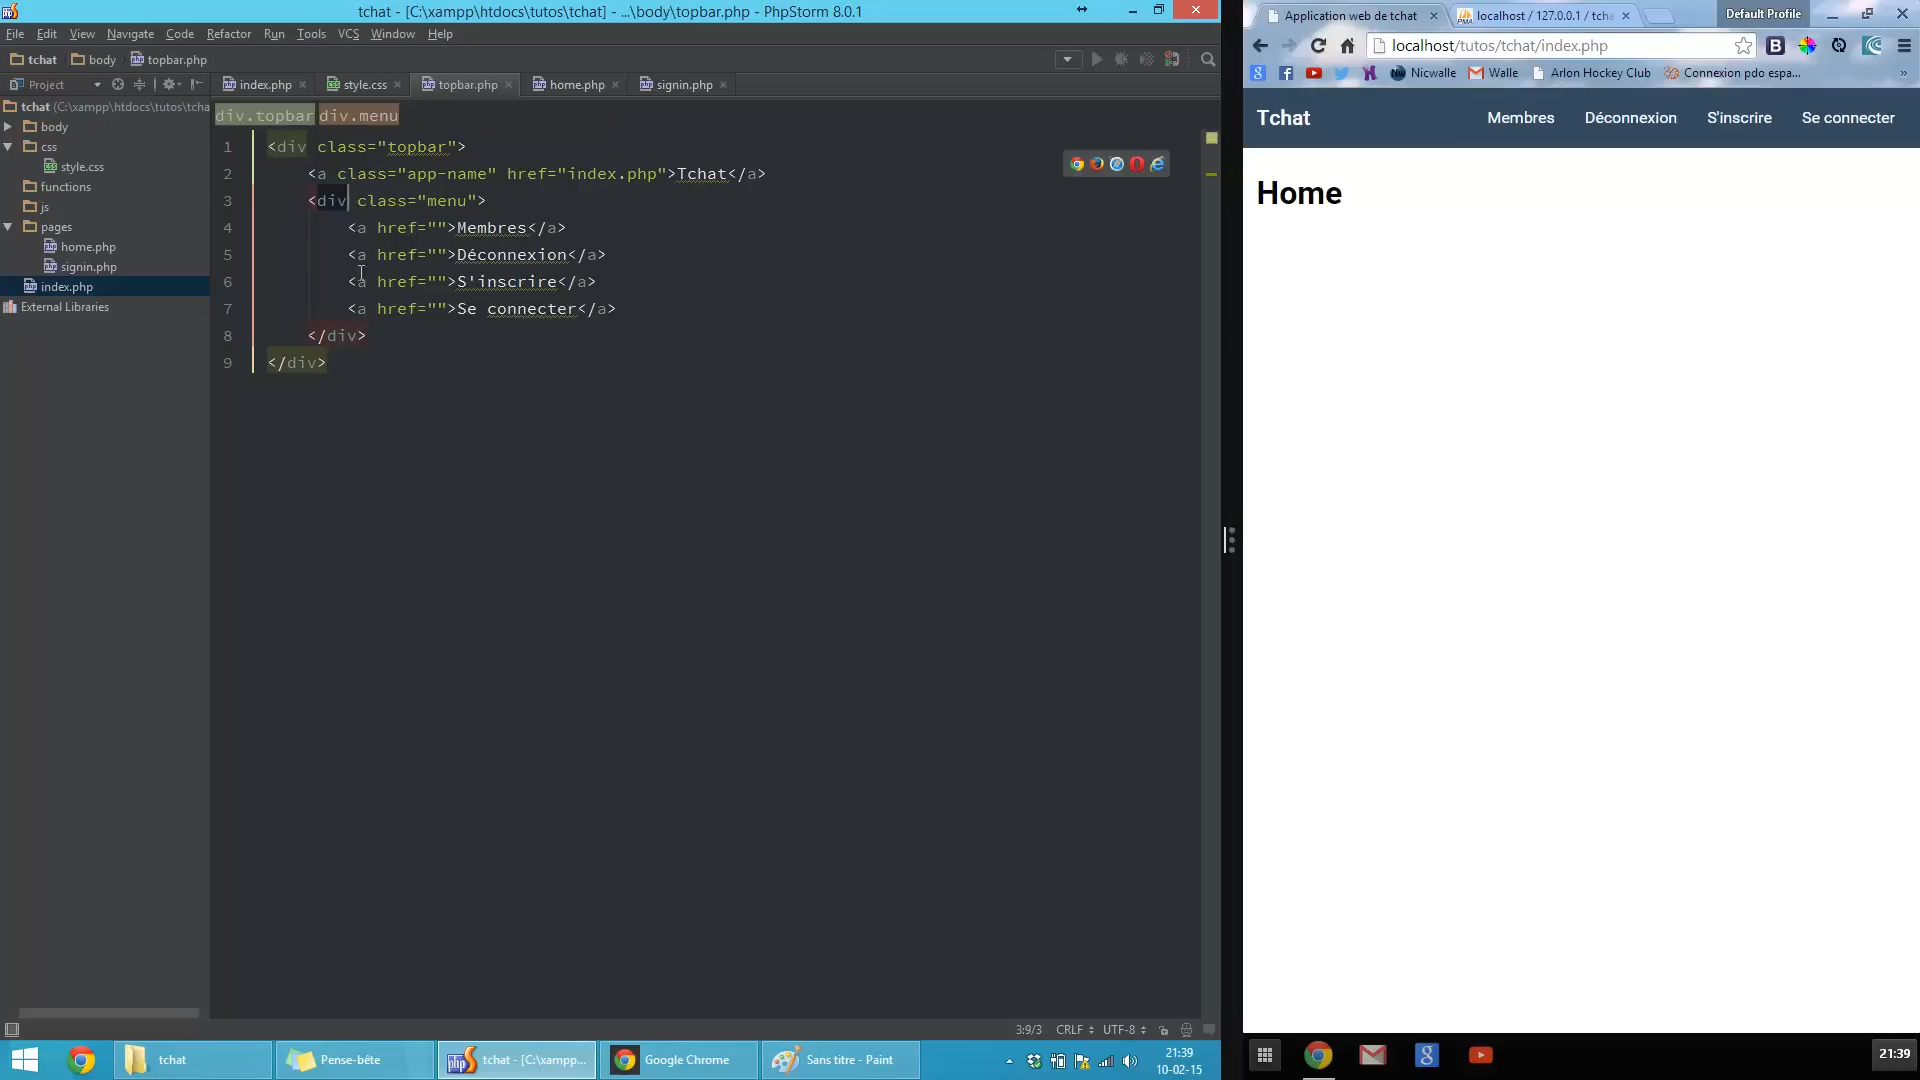 tchat - [C:\xampp\htdocs\tutos\tchat] - ...\body\topbar.php - PhpStorm 8.0.1
File Edit View Navigate Code Refactor Run Tools VCS Window Help
tchat body topbar.php
Project
index.php style.css topbar.php home.php signin.php
tchat (C:\xampp\htdocs\tutos\tcha
body
css
style.css
functions
js
pages
home.php
signin.php
index.php
External Libraries
div.topbar div.menu
1 <div class="topbar">
2 <a class="app-name" href="index.php">Tchat</a>
3 <div class="menu">
4 <a href="">Membres</a>
5 <a href="">Déconnexion</a>
6 <a href="">S'inscrire</a>
7 <a href="">Se connecter</a>
8 </div>
9 </div>
3:9/3 CRLF UTF-8
tchat Pense-bête php tchat - [C:\xampp... Google Chrome Sans titre - Paint 21:39
10-02-15
Application web de tchat PMA localhost / 127.0.0.1 / tcha Default Profile
localhost/tutos/tchat/index.php B
Nicwalle Walle Arlon Hockey Club Connexion pdo espa... »
Tchat Membres Déconnexion S'inscrire Se connecter
Home
21:39